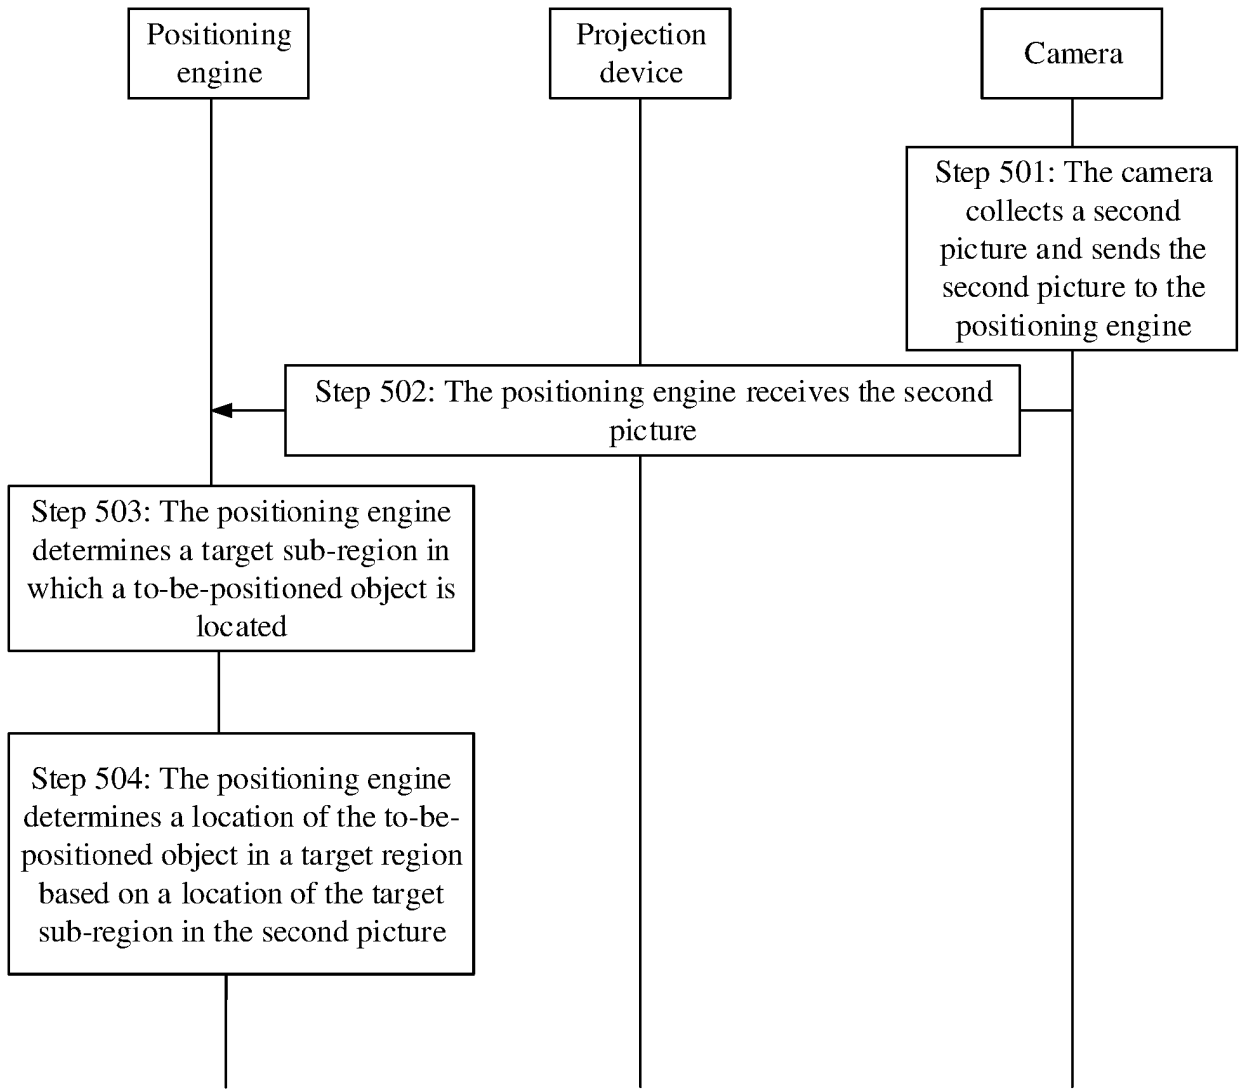 Positioning
engine
Projection
device
Camera
Step 501: The camera
collects a second
picture and sends the
second picture to the
positioning engine
Step 502: The positioning engine receives the second
picture
Step 503: The positioning engine
determines a target sub-region in
which a to-be-positioned object is
located
Step 504: The positioning engine
determines a location of the to-be-
positioned object in a target region
based on a location of the target
sub-region in the second picture